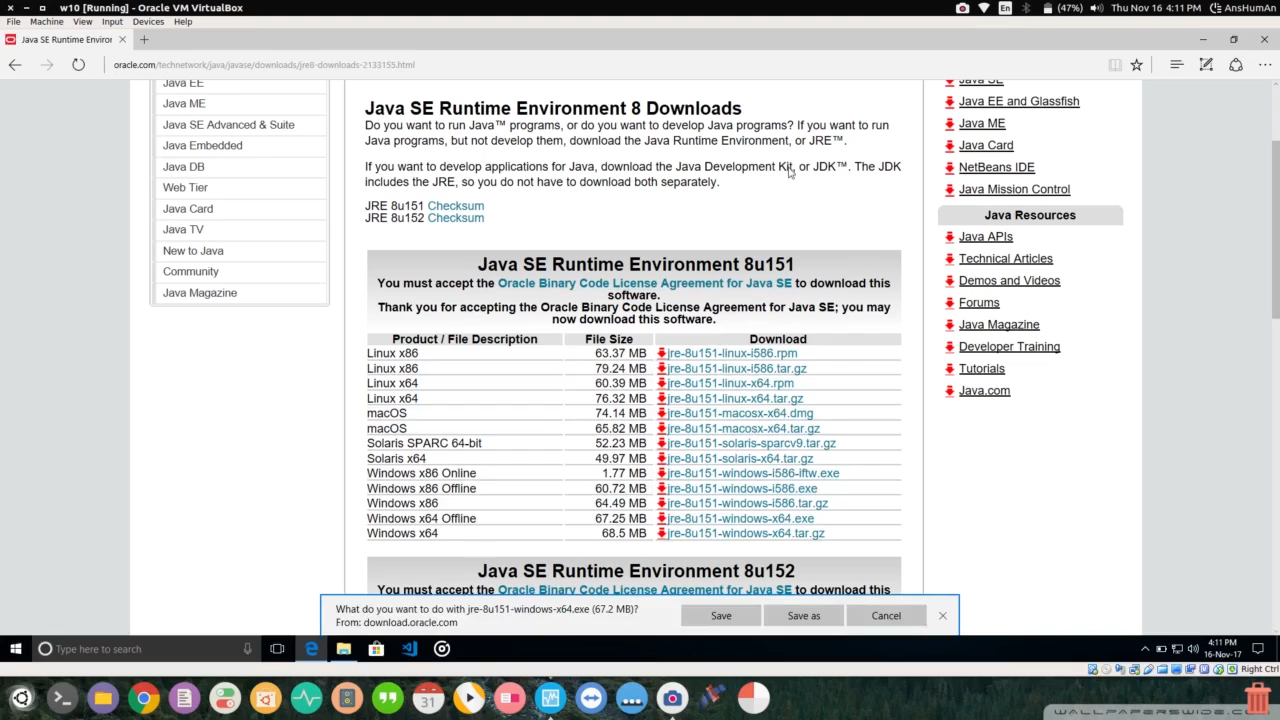 w10 [Running] - Oracle VM VirtualBox
En
(47%)
Thu Nov 16 4:11 PM
AnsHumAn
File Machine View Input Devices Help
Java SE Runtime Environ
oracle.com/technetwork/java/javase/downloads/jre8-downloads-2133155.html
Java EE
Java ME
Java SE Advanced & Suite
Java Embedded
Java DB
Web Tier
Java Card
Java TV
New to Java
Community
Java Magazine
Java SE Runtime Environment 8 Downloads
Do you want to run Java™ programs, or do you want to develop Java programs? If you want to run
Java programs, but not develop them, download the Java Runtime Environment, or JRE™.
If you want to develop applications for Java, download the Java Development Kit, or JDK™. The JDK
includes the JRE, so you do not have to download both separately.
JRE 8u151 Checksum
JRE 8u152 Checksum
Java SE Runtime Environment 8u151
You must accept the Oracle Binary Code License Agreement for Java SE to download this
software.
Thank you for accepting the Oracle Binary Code License Agreement for Java SE; you may
now download this software.
Product / File Description File Size Download
Linux x86 63.37 MB jre-8u151-linux-i586.rpm
Linux x86 79.24 MB jre-8u151-linux-i586.tar.gz
Linux x64 60.39 MB jre-8u151-linux-x64.rpm
Linux x64 76.32 MB jre-8u151-linux-x64.tar.gz
macOS 74.14 MB jre-8u151-macosx-x64.dmg
macOS 65.82 MB jre-8u151-macosx-x64.tar.gz
Solaris SPARC 64-bit 52.23 MB jre-8u151-solaris-sparcv9.tar.gz
Solaris x64 49.97 MB jre-8u151-solaris-x64.tar.gz
Windows x86 Online 1.77 MB jre-8u151-windows-i586-iftw.exe
Windows x86 Offline 60.72 MB jre-8u151-windows-i586.exe
Windows x86 64.49 MB jre-8u151-windows-i586.tar.gz
Windows x64 Offline 67.25 MB jre-8u151-windows-x64.exe
Windows x64 68.5 MB jre-8u151-windows-x64.tar.gz
Java SE Runtime Environment 8u152
You must accept the Oracle Binary Code License Agreement for Java SE to download this
Java SE
Java EE and Glassfish
Java ME
Java Card
NetBeans IDE
Java Mission Control
Java Resources
Java APIs
Technical Articles
Demos and Videos
Forums
Java Magazine
Developer Training
Tutorials
Java.com
What do you want to do with jre-8u151-windows-x64.exe (67.2 MB)?
From: download.oracle.com
Save Save as Cancel
Type here to search
4:11 PM
16-Nov-17
Right Ctrl
31
WALLPAPERSWIDE.COM